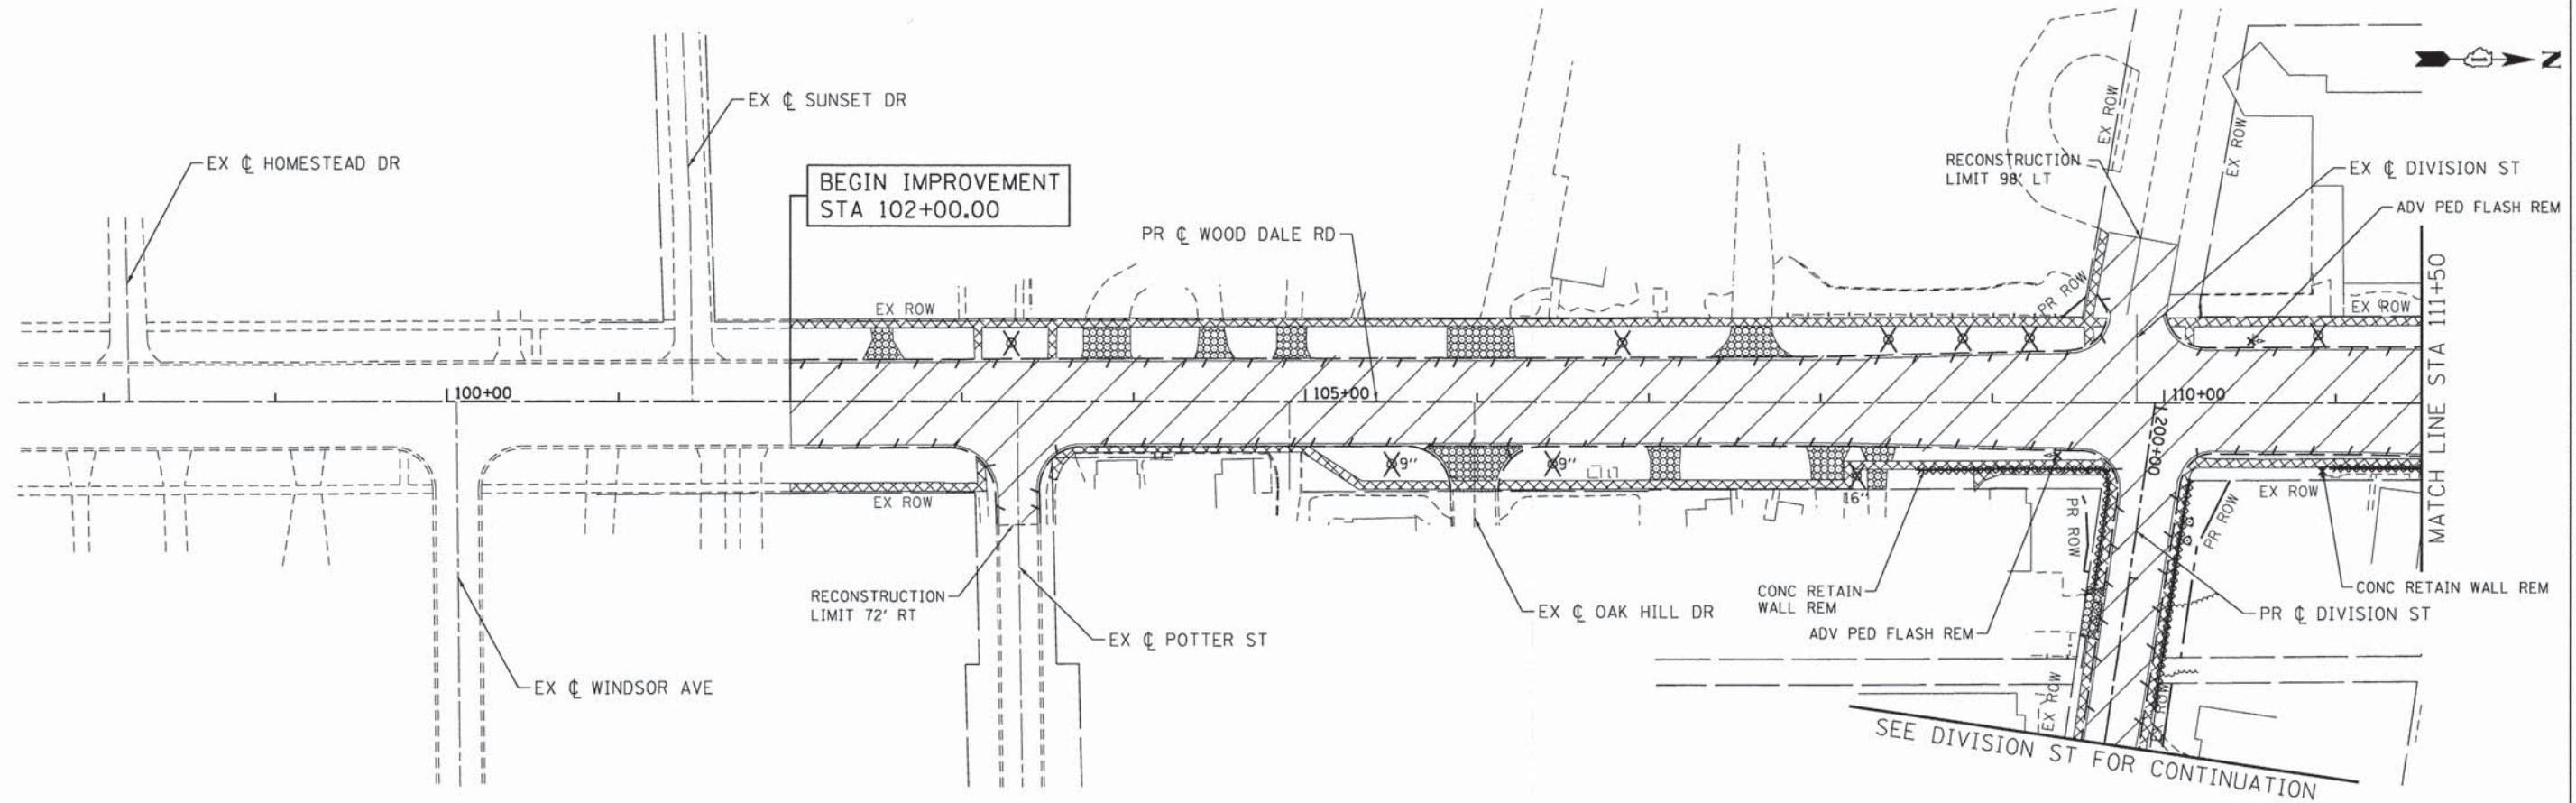 N
EX ℄ SUNSET DR
EX ℄ HOMESTEAD DR
BEGIN IMPROVEMENT
STA 102+00.00
PR ℄ WOOD DALE RD
RECONSTRUCTION
LIMIT 98' LT
EX ROW
EX ROW
EX ℄ DIVISION ST
ADV PED FLASH REM
EX ROW
PR ROW
EX ROW
MATCH LINE STA 111+50
100+00
105+00
110+00
200+00
9"
9"
16"
EX ROW
EX ROW
PR ROW
PR ROW
RECONSTRUCTION
LIMIT 72' RT
EX ℄ OAK HILL DR
CONC RETAIN
WALL REM
ADV PED FLASH REM
CONC RETAIN WALL REM
PR ℄ DIVISION ST
EX ℄ POTTER ST
EX ℄ WINDSOR AVE
EX ROW
ROW
SEE DIVISION ST FOR CONTINUATION